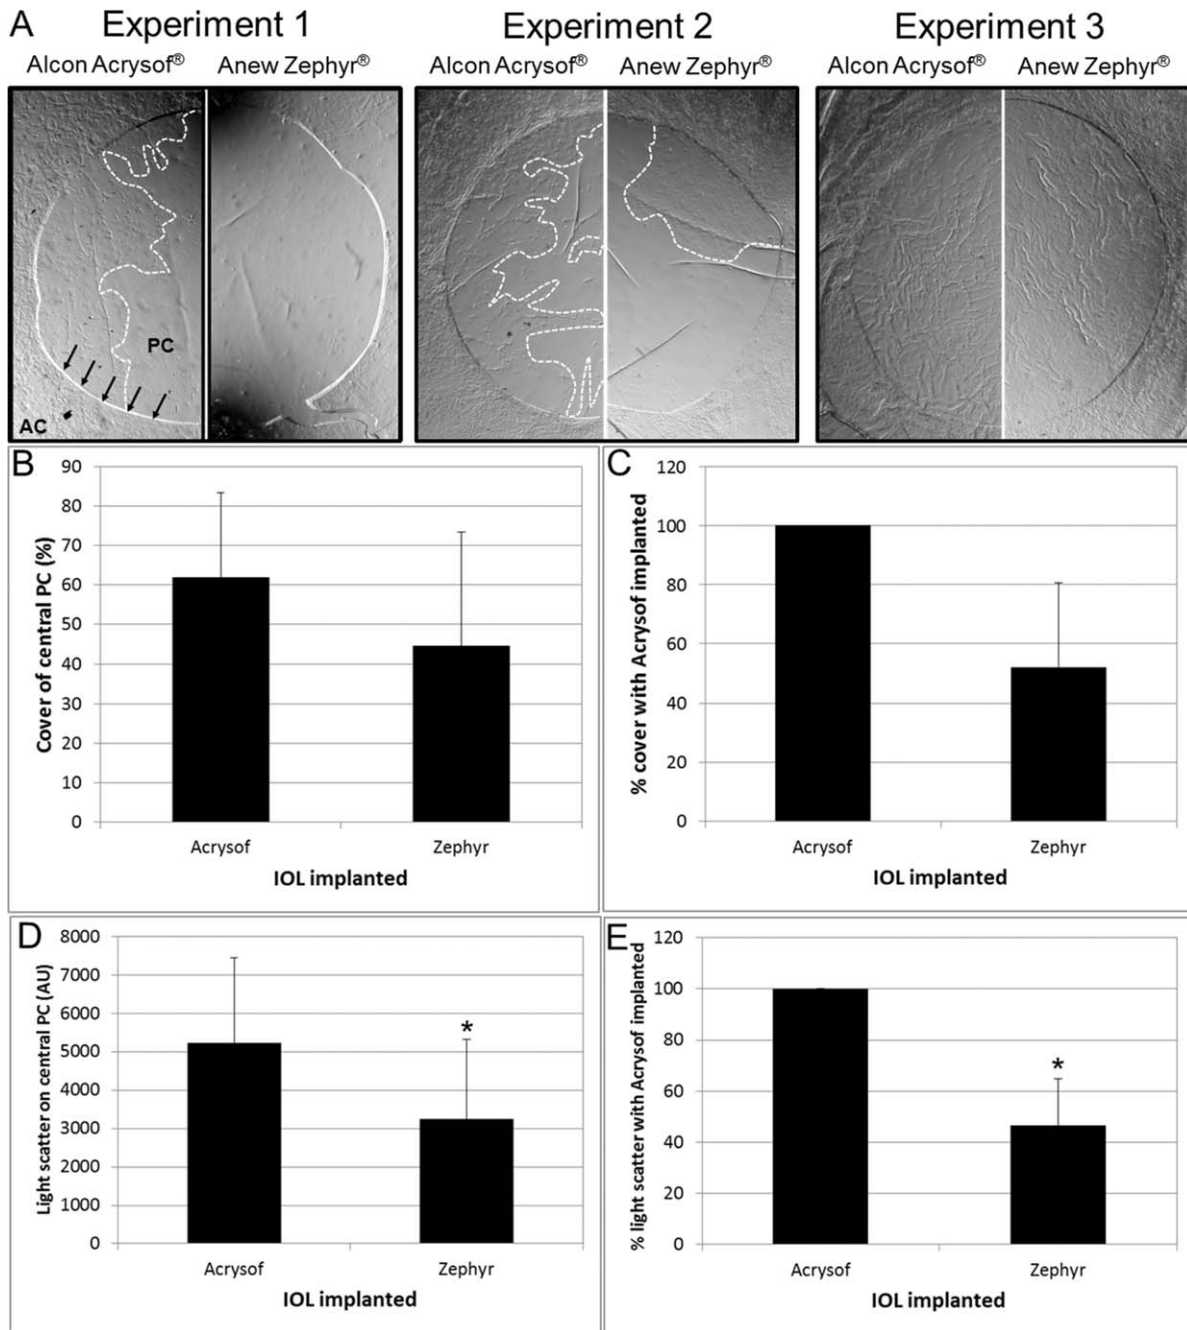 A
Experiment 1
Experiment 2
Experiment 3
Alcon Acrysof®
Anew Zephyr®
Alcon Acrysof®
Anew Zephyr®
Alcon Acrysof®
Anew Zephyr®
PC
AC
B
Cover of central PC (%)
90
80
70
60
50
40
30
20
10
0
Acrysof
Zephyr
IOL implanted
C
% cover with Acrysof implanted
120
100
80
60
40
20
0
Acrysof
Zephyr
IOL implanted
D
Light scatter on central PC (AU)
8000
7000
6000
5000
4000
3000
2000
1000
0
*
Acrysof
Zephyr
IOL implanted
E
% light scatter with Acrysof implanted
120
100
80
60
40
20
0
*
Acrysof
Zephyr
IOL implanted